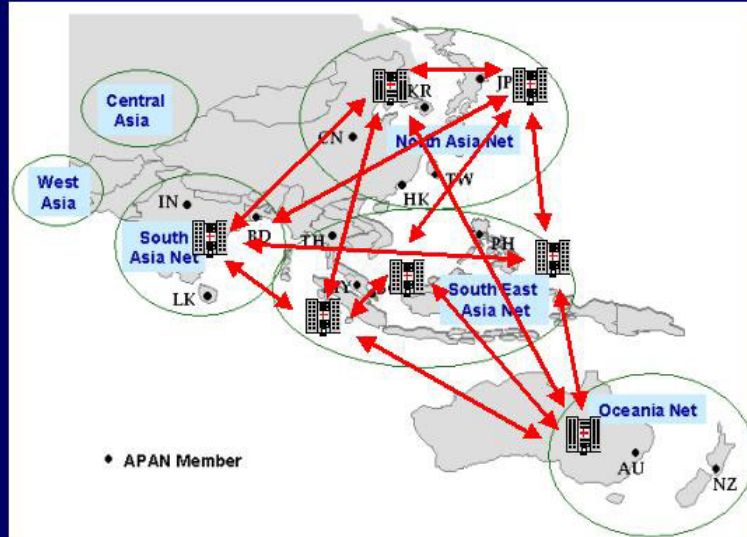 Central
Asia
West
Asia
KR
JP
CN
North Asia Net
TW
HK
IN
BD
South
Asia Net
LK
TH
PH
South East
Asia Net
Oceania Net
AU
NZ
• APAN Member